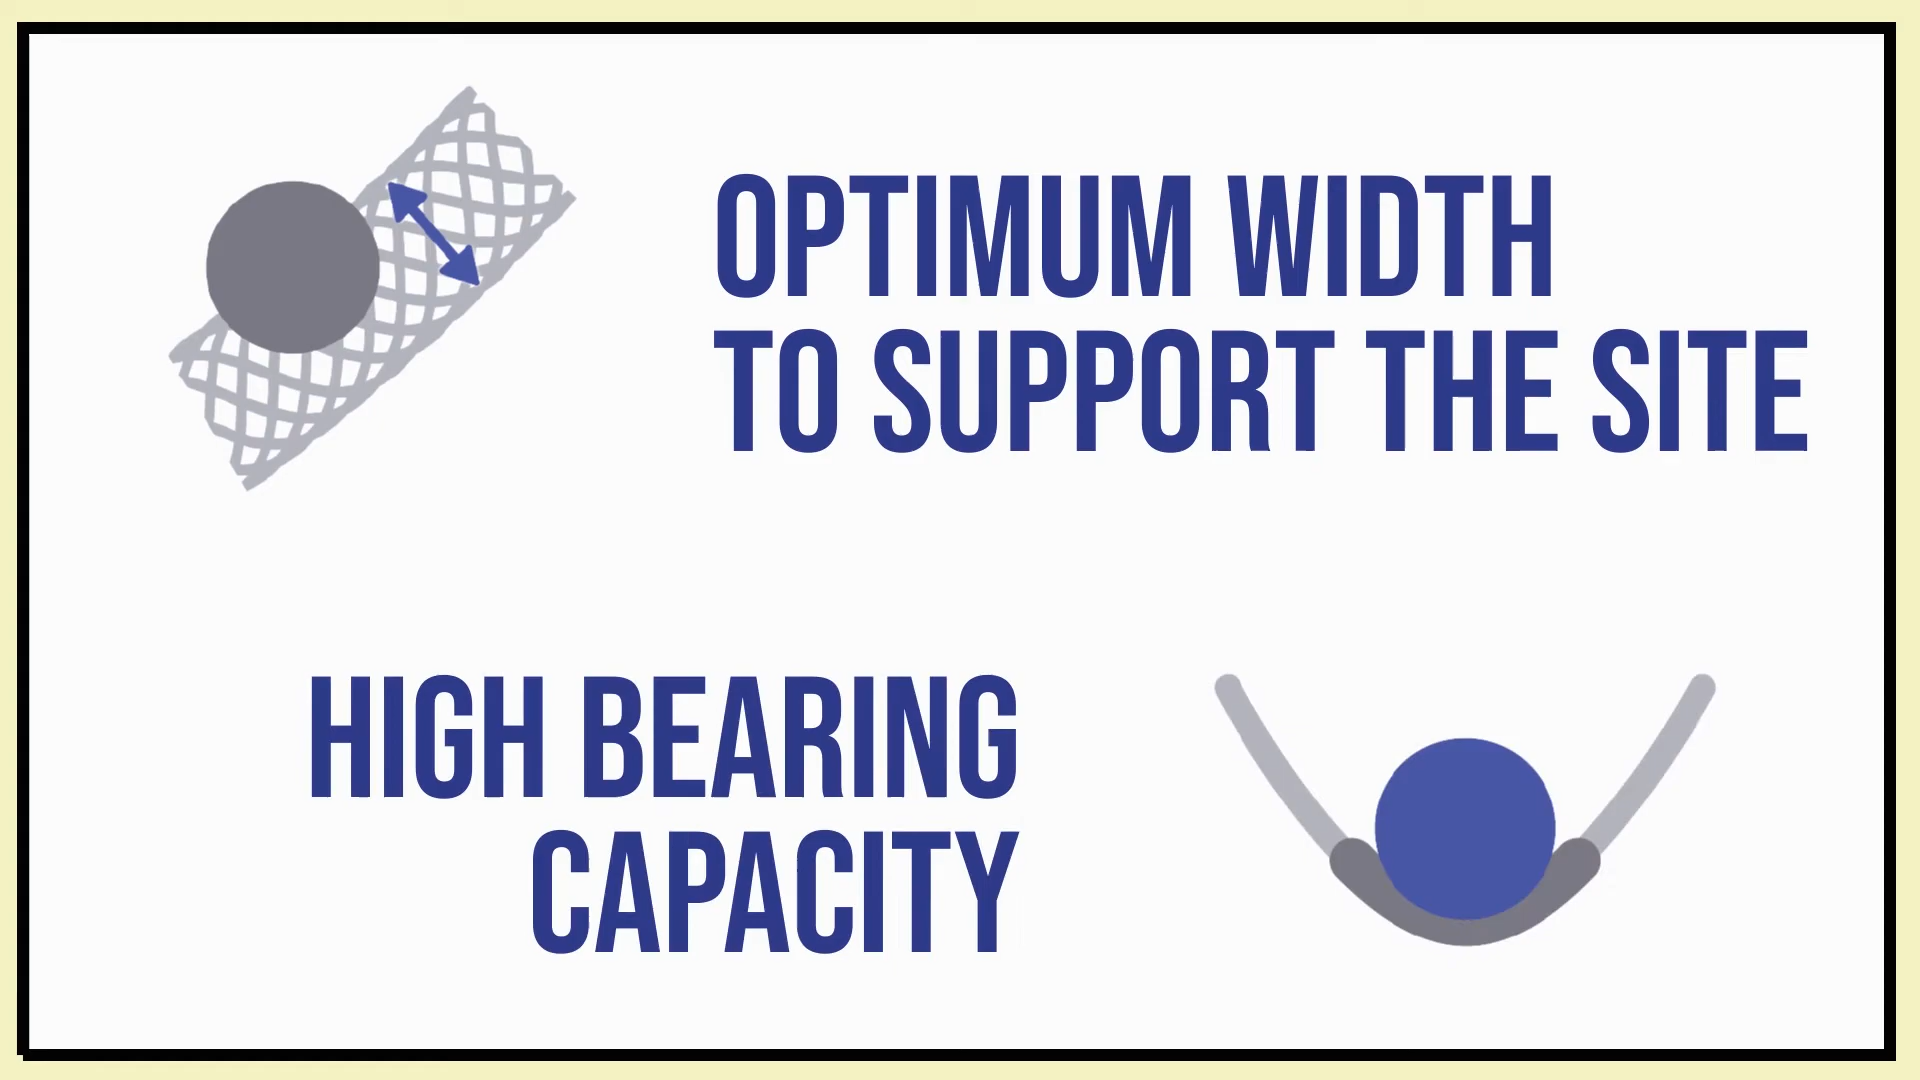 OPTIMUM WIDTH
TO SUPPORT THE SITE
HIGH BEARING
CAPACITY